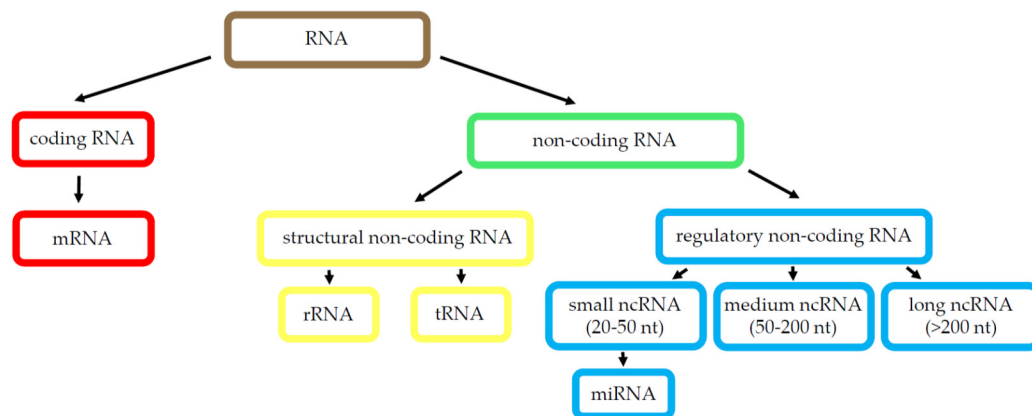 RNA
coding RNA
non-coding RNA
mRNA
structural non-coding RNA
regulatory non-coding RNA
rRNA
tRNA
small ncRNA
(20-50 nt)
medium ncRNA
(50-200 nt)
long ncRNA
(>200 nt)
miRNA